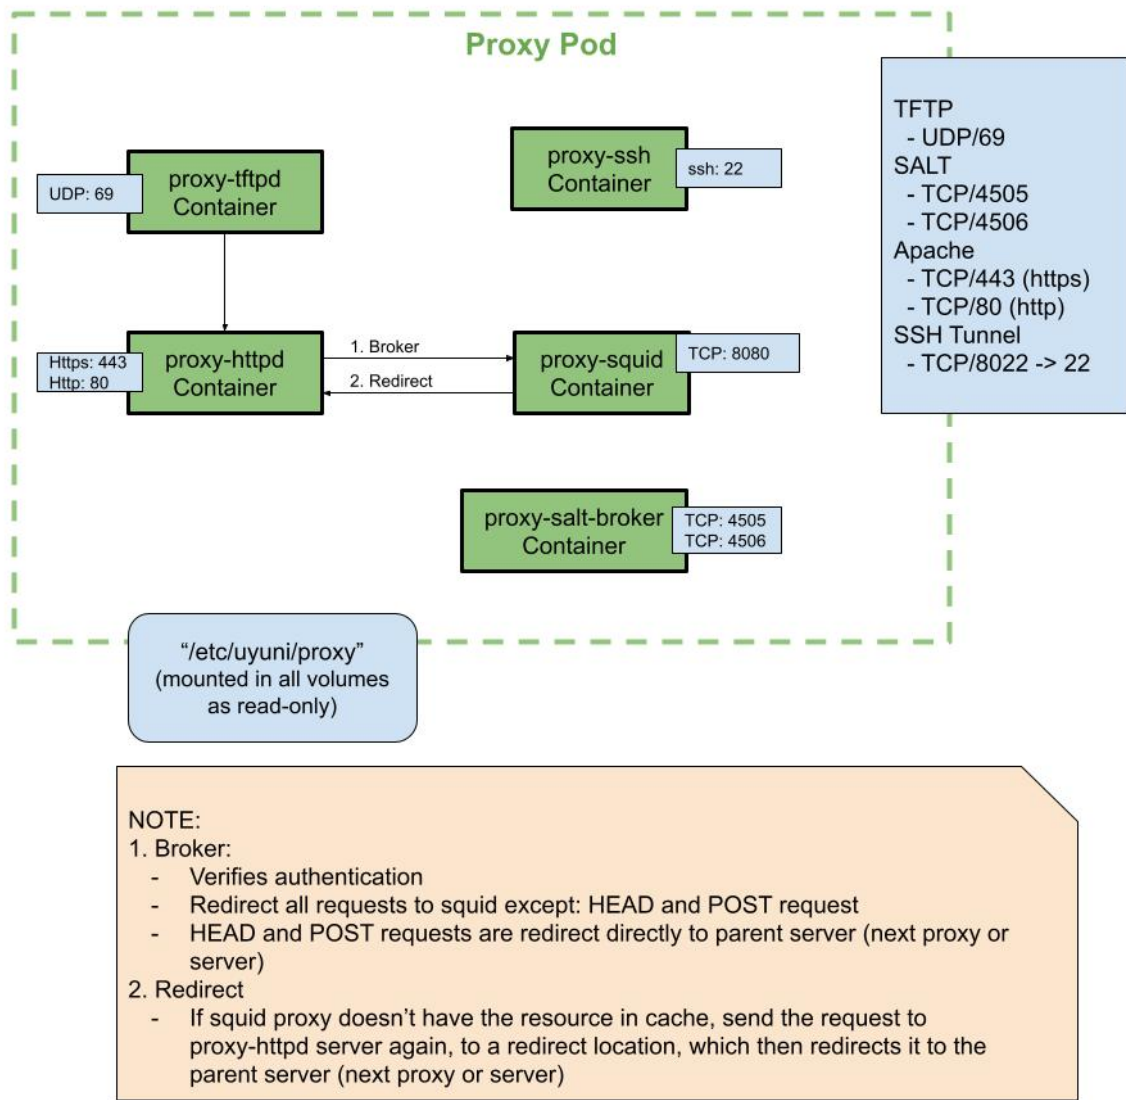 Proxy Pod
TFTP
- UDP/69
SALT
- TCP/4505
- TCP/4506
Apache
- TCP/443 (https)
- TCP/80 (http)
SSH Tunnel
- TCP/8022 -> 22
proxy-ssh
Container
ssh: 22
UDP: 69
proxy-tftpd
Container
Https: 443
Http: 80
proxy-httpd
Container
1. Broker
2. Redirect
proxy-squid
Container
TCP: 8080
proxy-salt-broker
Container
TCP: 4505
TCP: 4506
“/etc/uyuni/proxy”
(mounted in all volumes
as read-only)
NOTE:
1. Broker:
- Verifies authentication
- Redirect all requests to squid except: HEAD and POST request
- HEAD and POST requests are redirect directly to parent server (next proxy or
server)
2. Redirect
- If squid proxy doesn’t have the resource in cache, send the request to
proxy-httpd server again, to a redirect location, which then redirects it to the
parent server (next proxy or server)